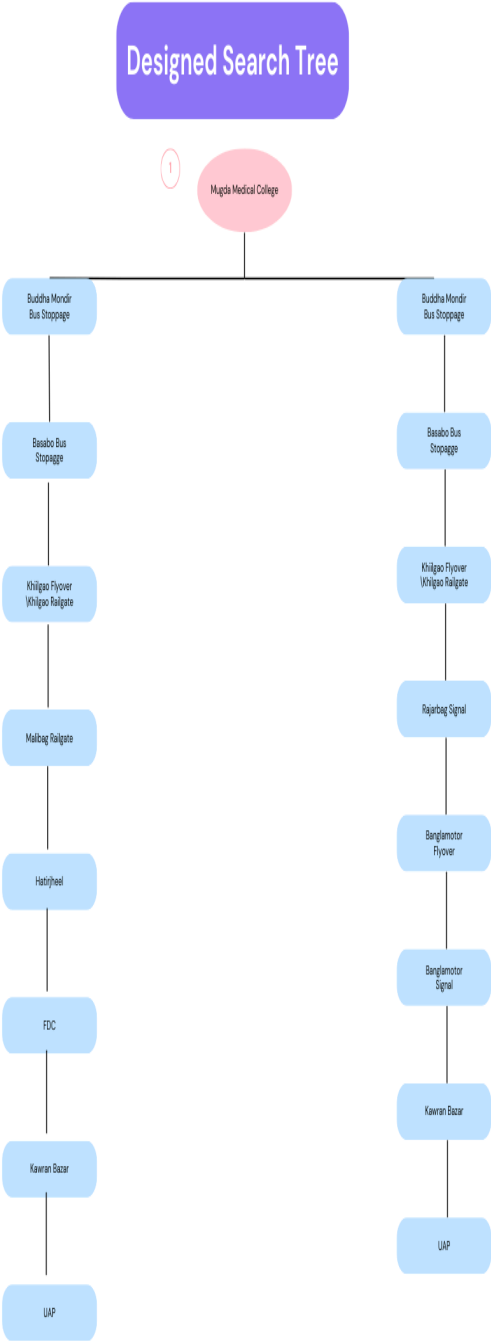 Designed Search Tree
1
Mugda Medical College
Buddha Mondir
Bus Stoppage
Basabo Bus
Stopagge
Khiilgao Flyover
\Khilgao Railgate
Malibag Railgate
Hatirjheel
FDC
Kawran Bazar
UAP
Buddha Mondir
Bus Stoppage
Basabo Bus
Stopagge
Khiilgao Flyover
\Khilgao Railgate
Rajarbag Signal
Banglamotor
Flyover
Banglamotor
Signal
Kawran Bazar
UAP